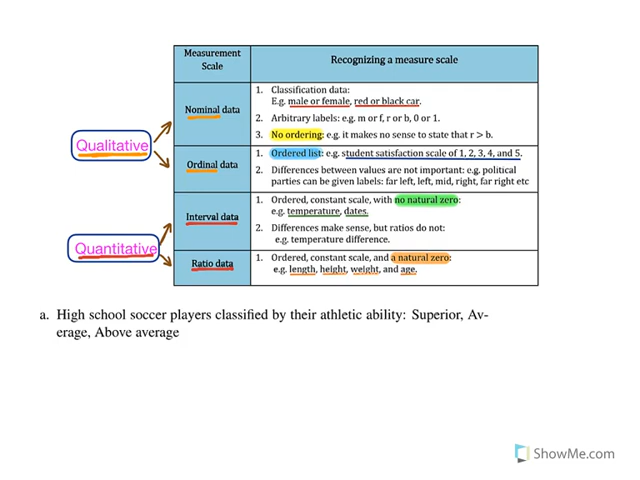 Measurement
Scale
Recognizing a measure scale
Qualitative
Nominal data
1. Classification data:
E.g. male or female, red or black car.
2. Arbitrary labels: e.g. m or f, r or b, 0 or 1.
3. No ordering: e.g. it makes no sense to state that r > b.
Ordinal data
1. Ordered list: e.g. student satisfaction scale of 1, 2, 3, 4, and 5.
2. Differences between values are not important: e.g. political
parties can be given labels: far left, left, mid, right, far right etc
Quantitative
Interval data
1. Ordered, constant scale, with no natural zero:
e.g. temperature, dates.
2. Differences make sense, but ratios do not:
e.g. temperature difference.
Ratio data
1. Ordered, constant scale, and a natural zero:
e.g. length, height, weight, and age.
a. High school soccer players classified by their athletic ability: Superior, Av-
erage, Above average
ShowMe.com